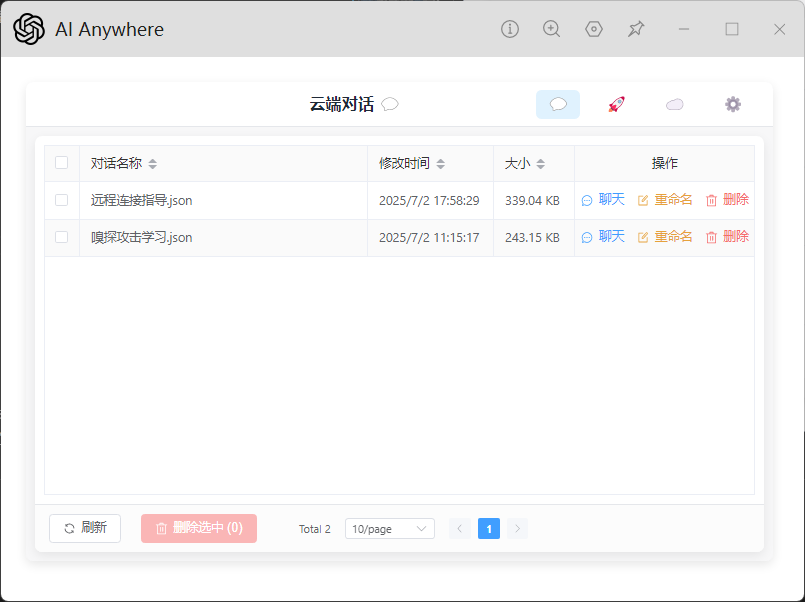 AI Anywhere
云端对话
对话名称 修改时间 大小 操作
远程连接指导.json 2025/7/2 17:58:29 339.04 KB 聊天 重命名 删除
嗅探攻击学习.json 2025/7/2 11:15:17 243.15 KB 聊天 重命名 删除
刷新 删除选中 (0) Total 2 10/page 1